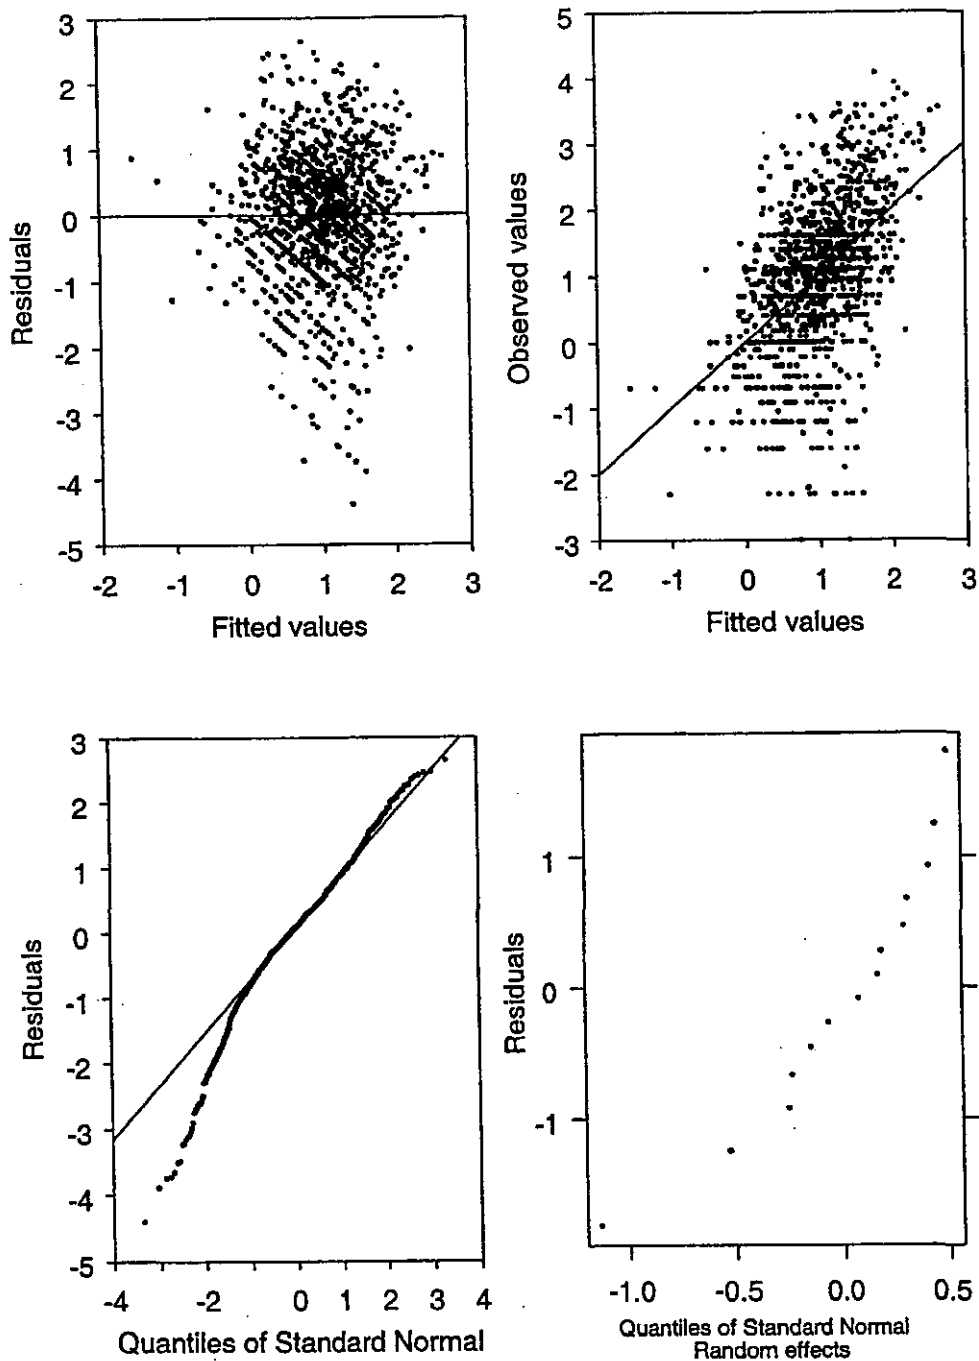 3
2
1
0
-1
-2
-3
-4
-5
Residuals
-2 -1 0 1 2 3
Fitted values
5
4
3
2
1
0
-1
-2
-3
Observed values
-2 -1 0 1 2 3
Fitted values
3
2
1
0
-1
-2
-3
-4
-5
Residuals
-4 -2 0 1 2 3 4
Quantiles of Standard Normal
1
0
-1
Residuals
-1.0 -0.5 0.0 0.5
Quantiles of Standard Normal
Random effects